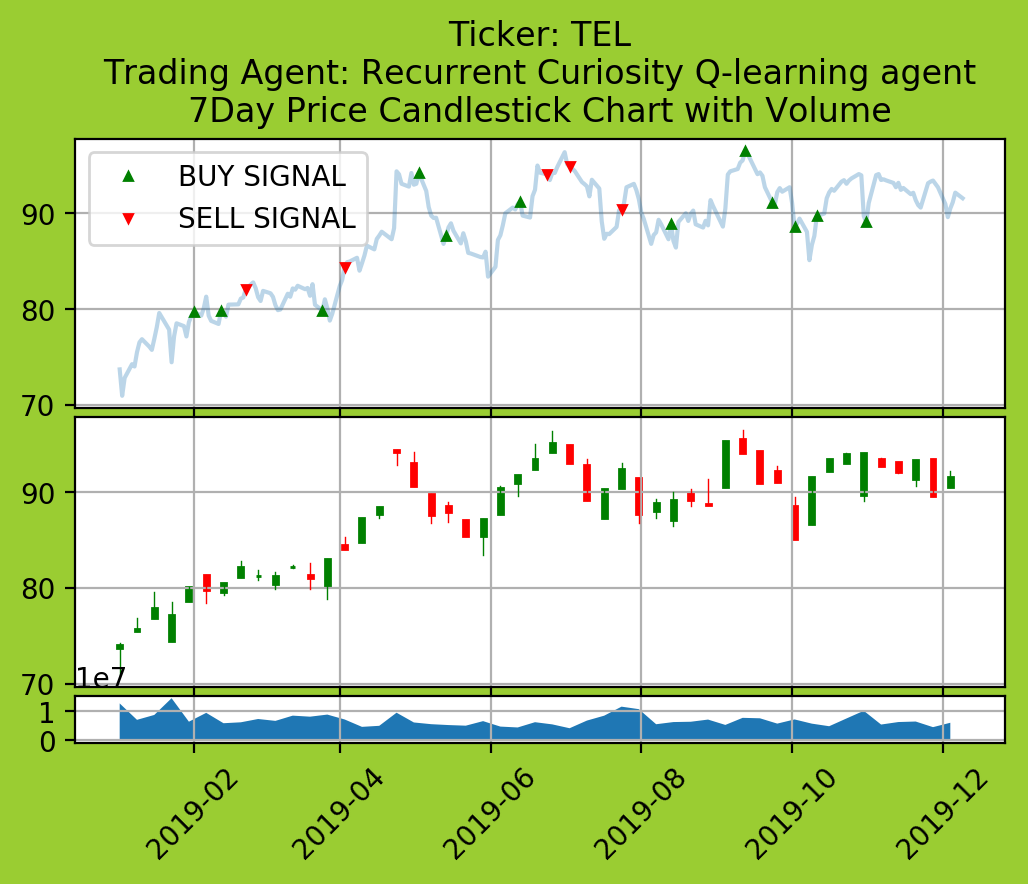 Ticker: TEL
Trading Agent: Recurrent Curiosity Q-learning agent
7Day Price Candlestick Chart with Volume
BUY SIGNAL
SELL SIGNAL
90
80
70
90
80
70
1e7
1
0
2019-02
2019-04
2019-06
2019-08
2019-10
2019-12